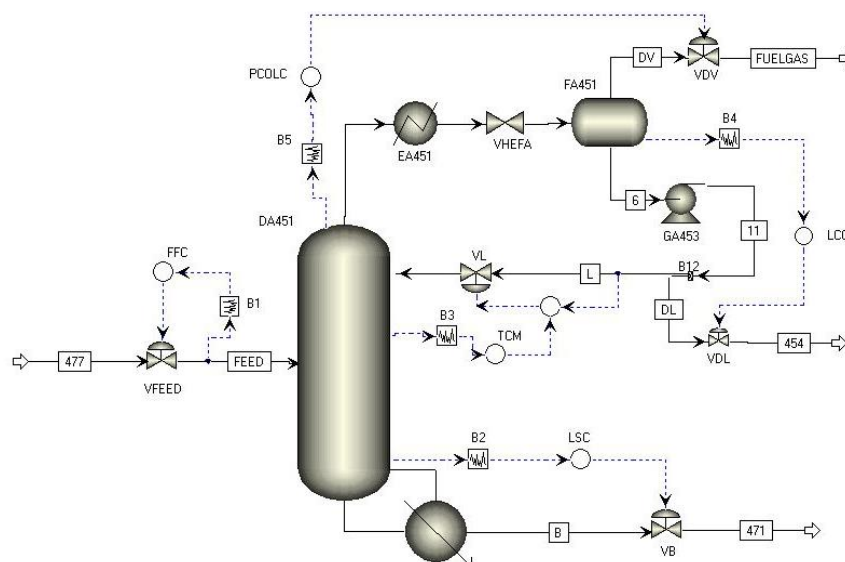 PCOLC
DV
VDV
FUELGAS
FA451
B5
EA451
VHEFA
B4
DA451
6
GA453
11
FFC
VL
L
B12
B1
B3
TCM
DL
477
FEED
VFEED
VDL
454
B2
LSC
B
VB
471